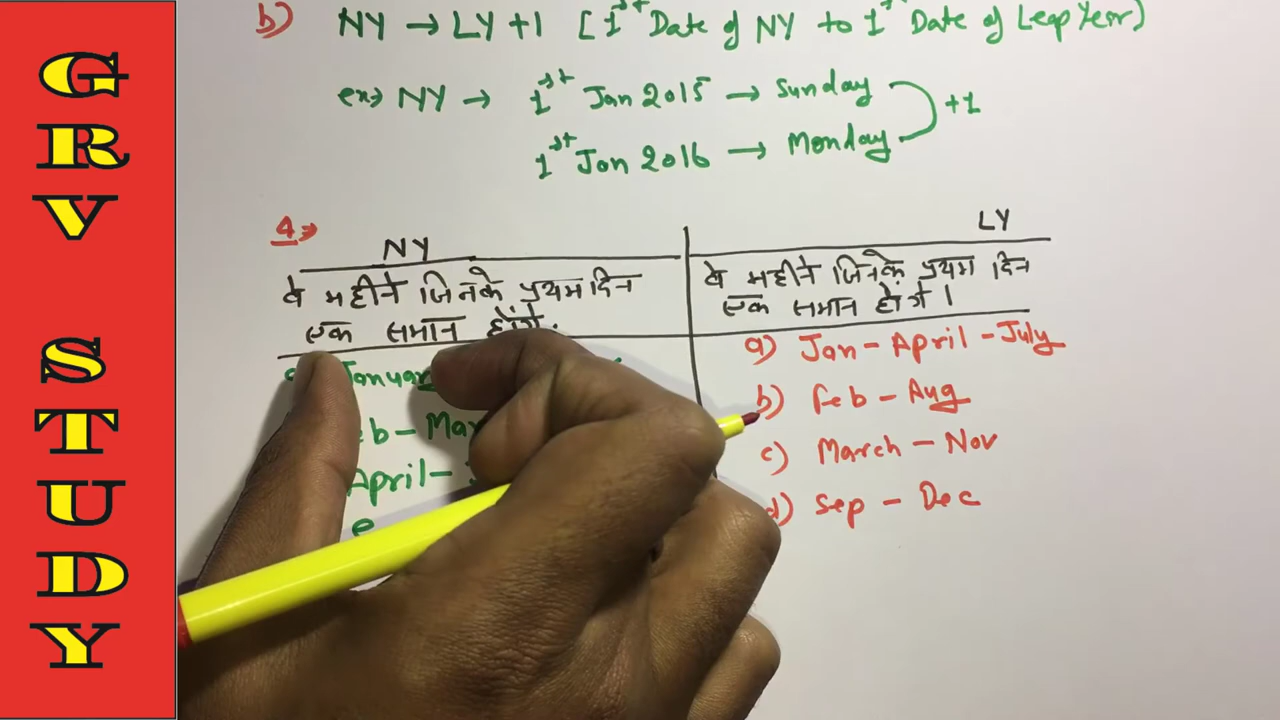 GRV STUDY
b) NY → LY +1 [1st Date of NY to 1st Date of Leap Year)
ex→ NY → 1st Jan 2015 → Sunday
+1
1st Jan 2016 → Monday
4→
NY
LY
वे महीने जिनके प्रथम दिन
एक समान होंगे.
वे महीने जिनके प्रथम दिन
एक समान होंगे।
Januar
b - Mar
April -
e
a) Jan - April - July
b) Feb - Aug
c) March - Nov
d) Sep - Dec